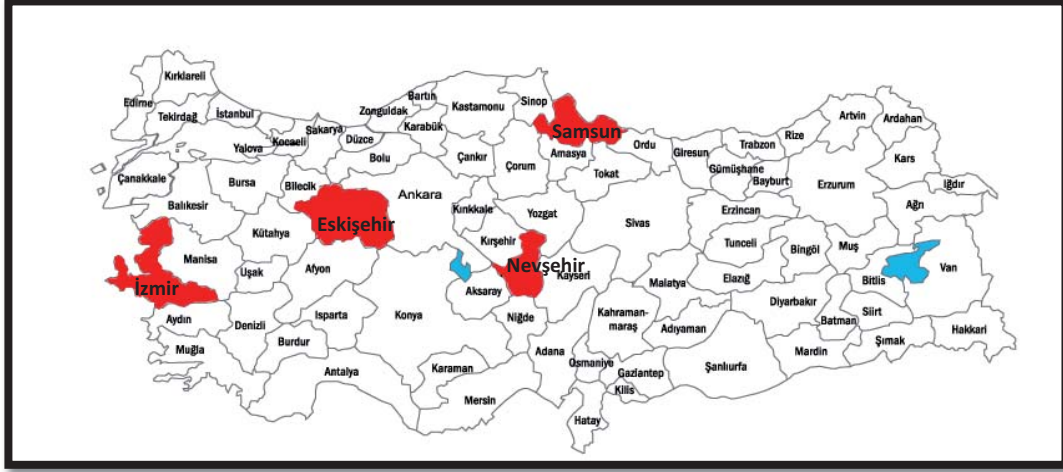 Kırklareli
Edirne
Tekirdağ
İstanbul
Yalova
Kocaeli
Sakarya
Düzce
Zonguldak
Bartın
Karabük
Kastamonu
Sinop
Samsun
Bolu
Çankır
Çorum
Amasya
Ordu
Giresun
Trabzon
Rize
Artvin
Ardahan
Kars
Iğdır
Çanakkale
Balıkesir
Bursa
Bilecik
Eskişehir
Ankara
Kırıkkale
Yozgat
Tokat
Sivas
Gümüşhane
Bayburt
Erzincan
Erzurum
Ağrı
İzmir
Manisa
Kütahya
Uşak
Afyon
Kırşehir
Nevşehir
Kayseri
Aksaray
Malatya
Tunceli
Elazığ
Bingöl
Muş
Bitlis
Van
Aydın
Denizli
Isparta
Burdur
Konya
Niğde
Kahraman-
maraş
Adıyaman
Diyarbakır
Batman
Siirt
Şırnak
Hakkari
Muğla
Antalya
Karaman
Mersin
Adana
Osmaniye
Gaziantep
Kilis
Hatay
Şanlıurfa
Mardin